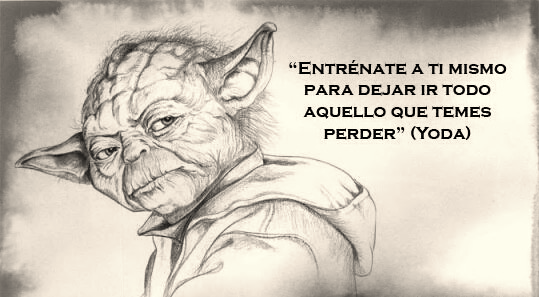 “Entrénate a ti mismo
para dejar ir todo
aquello que temes
perder” (Yoda)